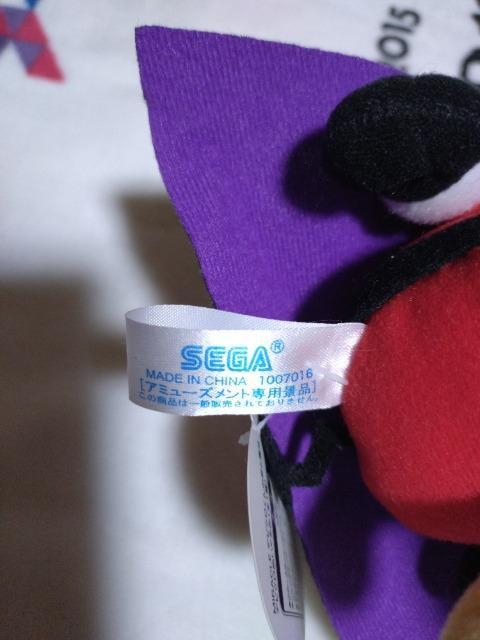 2015
SEGA®
MADE IN CHINA 1007016
[アミューズメント専用景品]
この商品は一般販売されておりません。